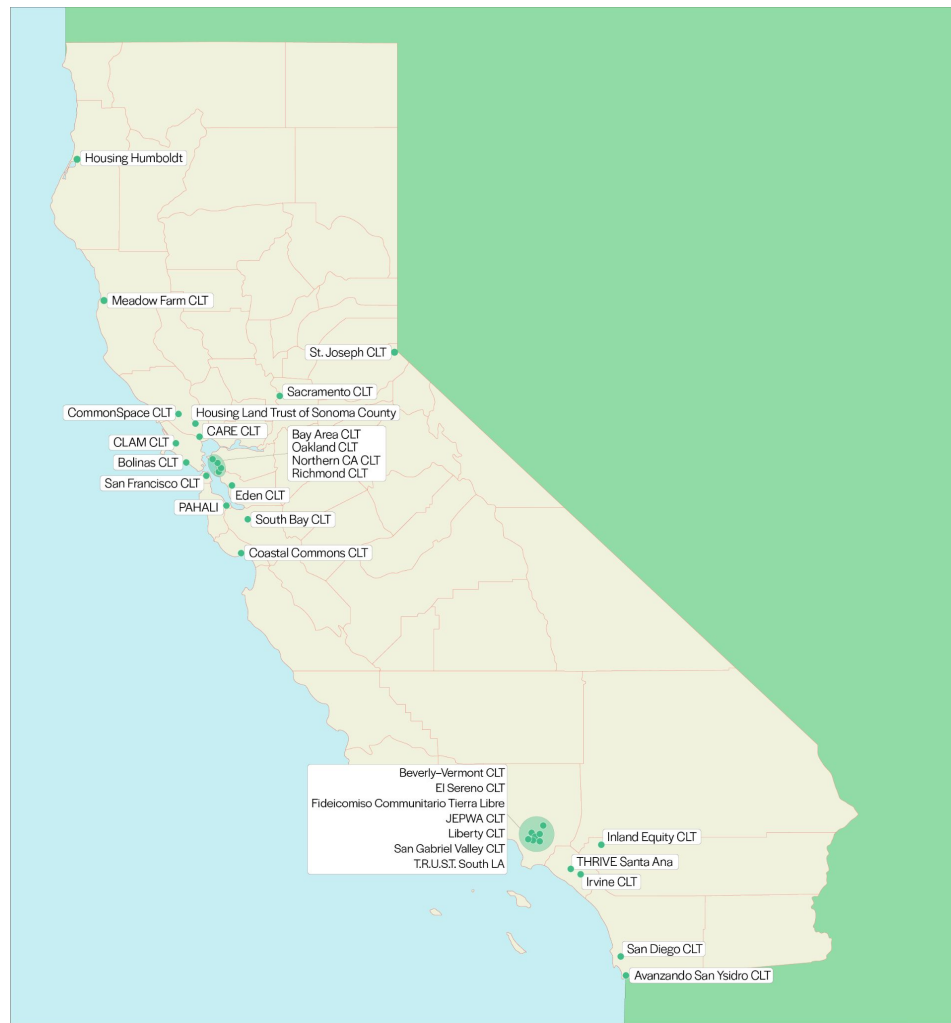 Housing Humboldt
Meadow Farm CLT
St. Joseph CLT
Sacramento CLT
CommonSpace CLT
Housing Land Trust of Sonoma County
CARE CLT
CLAM CLT
Bay Area CLT
Oakland CLT
Northern CA CLT
Richmond CLT
Bolinas CLT
San Francisco CLT
Eden CLT
PAHALI
South Bay CLT
Coastal Commons CLT
Beverly–Vermont CLT
El Sereno CLT
Fideicomiso Communitario Tierra Libre
JEPWA CLT
Liberty CLT
San Gabriel Valley CLT
T.R.U.S.T. South LA
Inland Equity CLT
THRIVE Santa Ana
Irvine CLT
San Diego CLT
Avanzando San Ysidro CLT